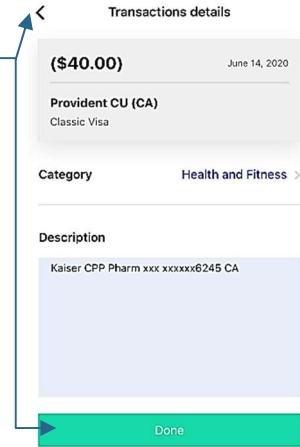 Transactions details
($40.00) June 14, 2020
Provident CU (CA)
Classic Visa
Category Health and Fitness
Description
Kaiser CPP Pharm xxx xxxxxx6245 CA
Done